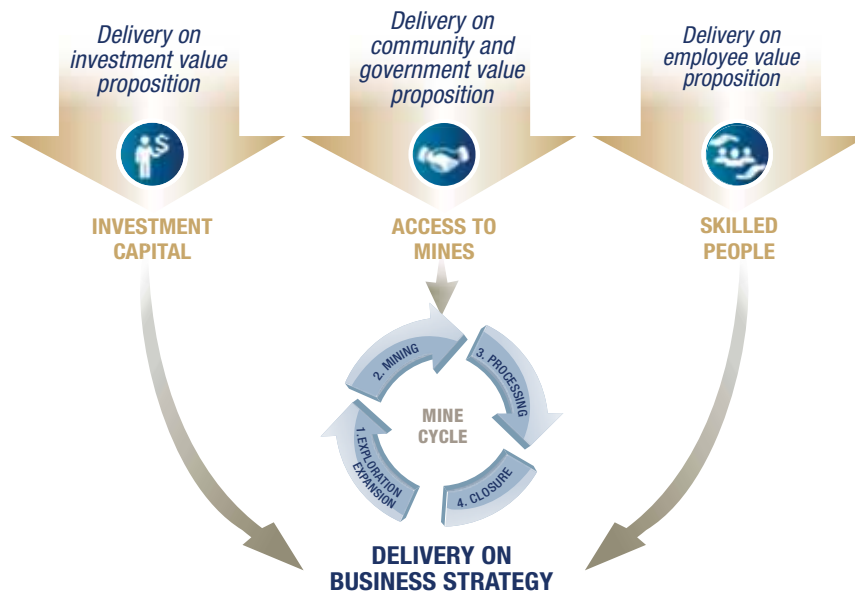 Delivery on
investment value
proposition
Delivery on
community and
government value
proposition
Delivery on
employee value
proposition
$
INVESTMENT
CAPITAL
ACCESS TO
MINES
SKILLED
PEOPLE
2. MINING
3. PROCESSING
MINE
CYCLE
1.EXPLORATION
EXPANSION
4. CLOSURE
DELIVERY ON
BUSINESS STRATEGY